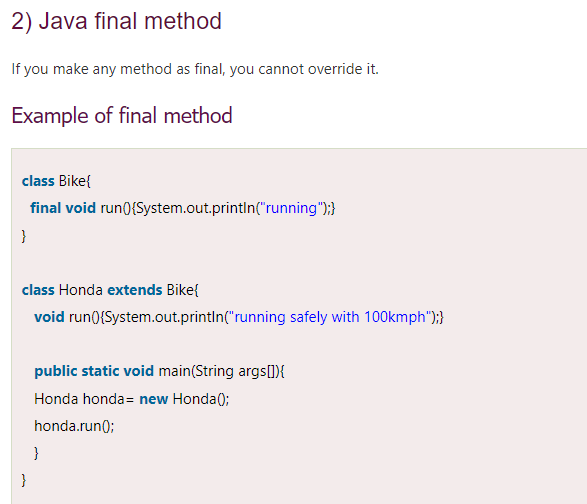 2) Java final method
If you make any method as final, you cannot override it.
Example of final method
class Bike{
final void run(){System.out.println("running");}
}
class Honda extends Bike{
void run(){System.out.println("running safely with 100kmph");}
public static void main(String args[]){
Honda honda= new Honda();
honda.run();
}
}